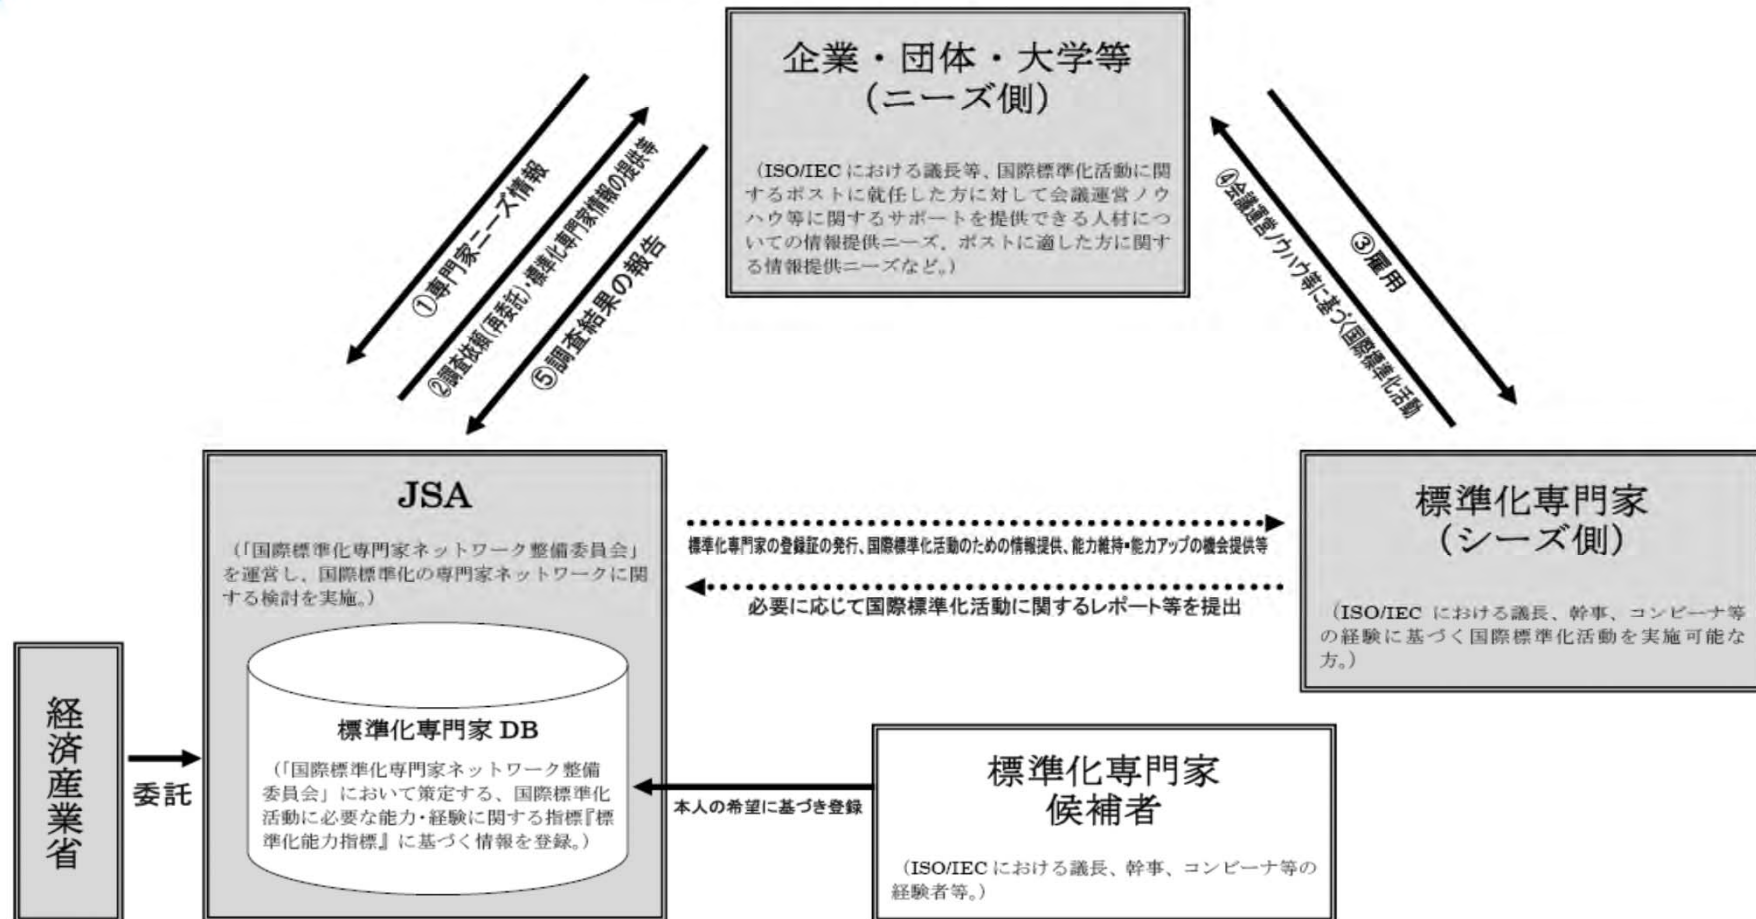 企業・団体・大学等
(ニーズ側)
（ISO/IEC における議長等、国際標準化活動に関
するポストに就任した方に対して会議運営ノウ
ハウ等に関するサポートを提供できる人材につ
いての情報提供ニーズ、ポストに適した方に関す
る情報提供ニーズなど。）
①専門家ニーズ情報
②調査依頼(再委託)・標準化専門家情報の提供等
⑤調査結果の報告
③雇用
④会議運営ノウハウ等に基づく国際標準化活動
JSA
（「国際標準化専門家ネットワーク整備委員会」
を運営し、国際標準化の専門家ネットワークに関
する検討を実施。）
標準化専門家の登録証の発行、国際標準化活動のための情報提供、能力維持・能力アップの機会提供等
必要に応じて国際標準化活動に関するレポート等を提出
標準化専門家
(シーズ側)
（ISO/IEC における議長、幹事、コンビーナ等
の経験に基づく国際標準化活動を実施可能な
方。）
経済産業省
委託
標準化専門家 DB
（「国際標準化専門家ネットワーク整備
委員会」において策定する、国際標準化
活動に必要な能力・経験に関する指標『標
準化能力指標』に基づく情報を登録。）
本人の希望に基づき登録
標準化専門家
候補者
（ISO/IEC における議長、幹事、コンビーナ等の
経験者等。）